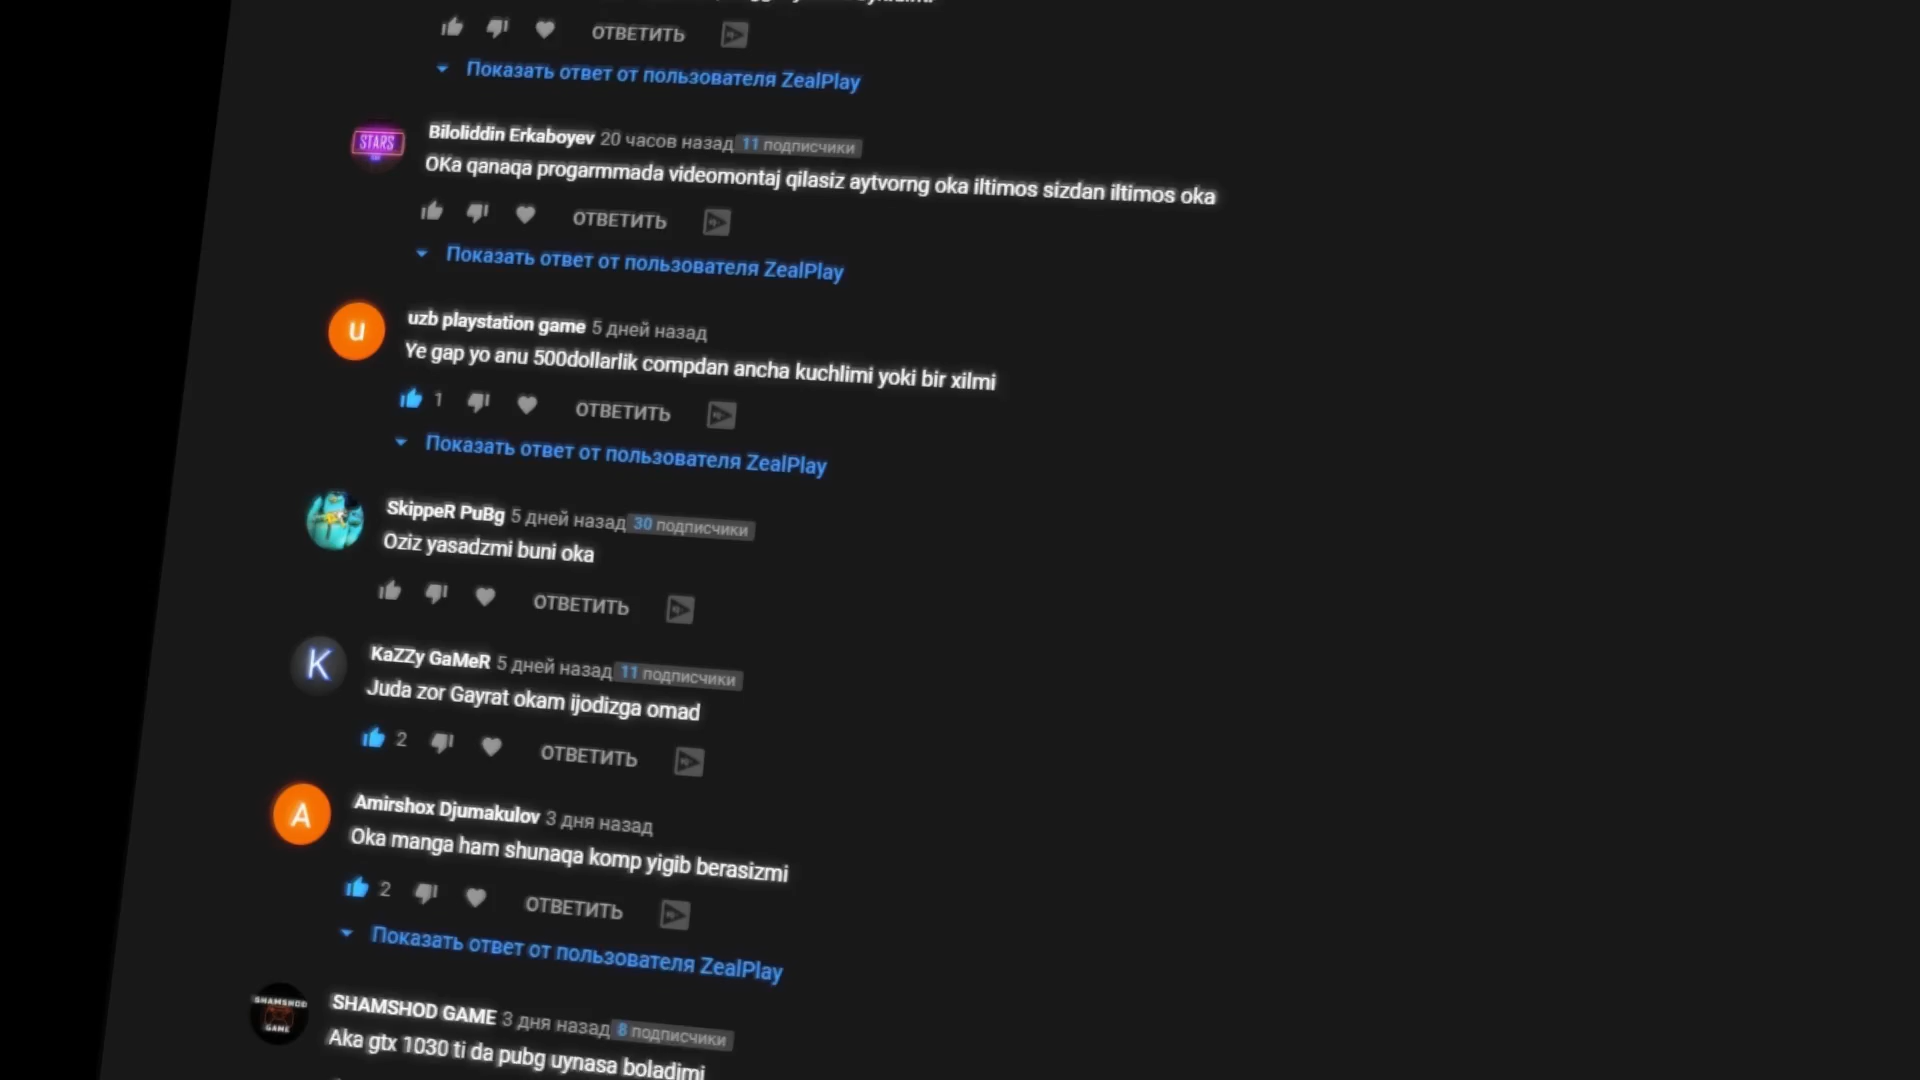 ОТВЕТИТЬ
Показать ответ от пользователя ZealPlay
STARS
Biloliddin Erkaboyev 20 часов назад 11 подписчики
OKa qanaqa progarmmada videomontaj qilasiz aytvorng oka iltimos sizdan iltimos oka
ОТВЕТИТЬ
Показать ответ от пользователя ZealPlay
u
uzb playstation game 5 дней назад
Ye gap yo anu 500dollarlik compdan ancha kuchlimi yoki bir xilmi
1 ОТВЕТИТЬ
Показать ответ от пользователя ZealPlay
SkippeR PuBg 5 дней назад 30 подписчики
Oziz yasadzmi buni oka
ОТВЕТИТЬ
K
KaZZy GaMeR 5 дней назад 11 подписчики
Juda zor Gayrat okam ijodizga omad
2 ОТВЕТИТЬ
A
Amirshox Djumakulov 3 дня назад
Oka manga ham shunaqa komp yigib berasizmi
2 ОТВЕТИТЬ
Показать ответ от пользователя ZealPlay
SHAMSHOD
GAME
SHAMSHOD GAME 3 дня назад 8 подписчики
Aka gtx 1030 ti da pubg uynasa boladimi